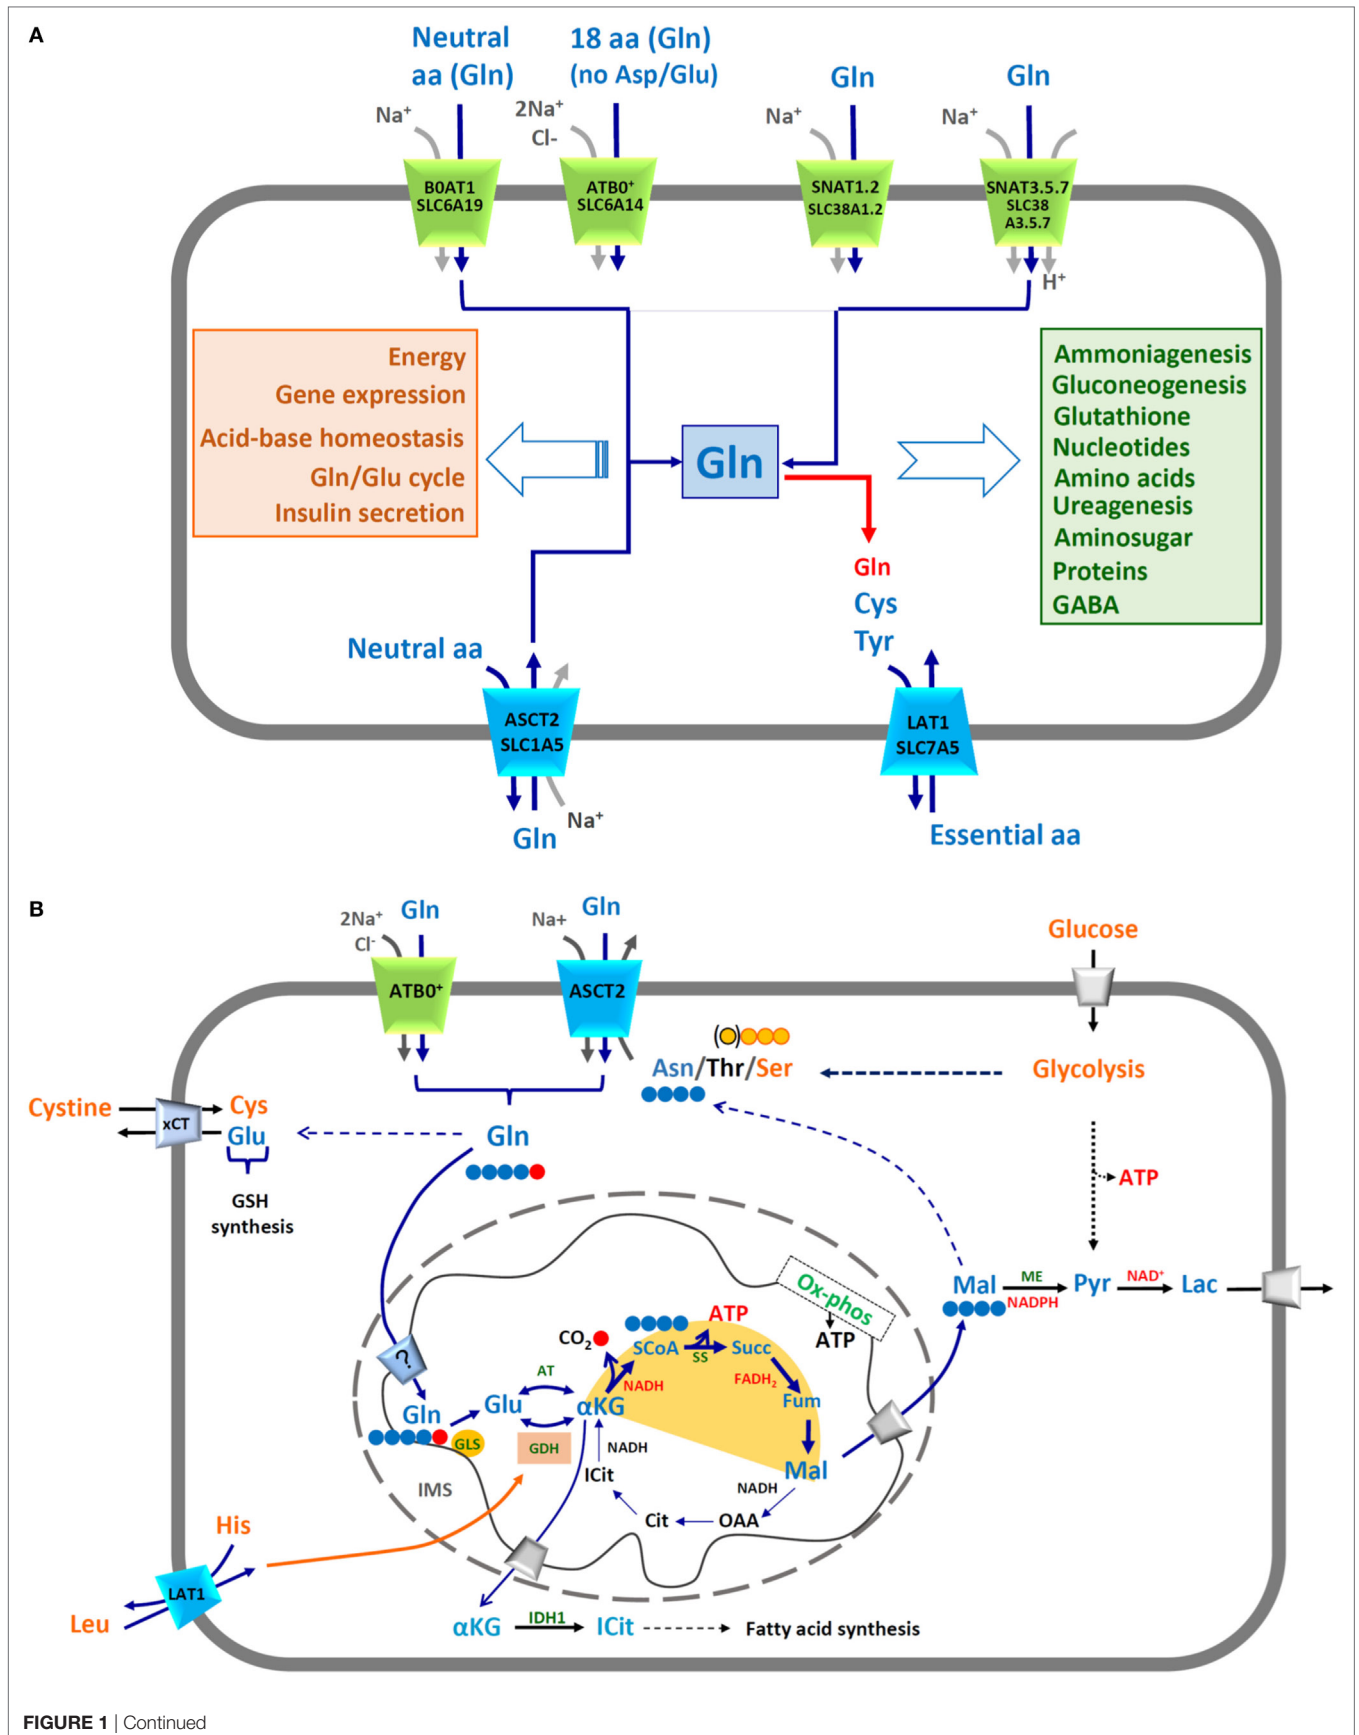 A
Neutral
aa (Gln)
18 aa (Gln)
(no Asp/Glu)
Gln
Gln
Na+
2Na+
Cl-
Na+
Na+
B0AT1
SLC6A19
ATB0+
SLC6A14
SNAT1.2
SLC38A1.2
SNAT3.5.7
SLC38
A3.5.7
H+
Energy
Gene expression
Acid-base homeostasis
Gln/Glu cycle
Insulin secretion
Gln
Ammoniagenesis
Gluconeogenesis
Glutathione
Nucleotides
Amino acids
Ureagenesis
Aminosugar
Proteins
GABA
Gln
Cys
Tyr
Neutral aa
ASCT2
SLC1A5
LAT1
SLC7A5
Na+
Gln
Essential aa
B
2Na+
Cl-
Gln
Na+
Gln
Glucose
ATB0+
ASCT2
Asn/Thr/Ser
Glycolysis
Cystine
xCT
Cys
Glu
Gln
GSH
synthesis
ATP
Ox-phos
ATP
Mal
ME
NADPH
Pyr
NAD+
Lac
?
CO2
SCoA
ATP
SS
Succ
NADH
FADH2
Fum
AT
Gln
Glu
αKG
GLS
GDH
NADH
ICit
Mal
NADH
IMS
Cit
OAA
His
LAT1
Leu
αKG
IDH1
ICit
Fatty acid synthesis
( )
FIGURE 1 | Continued